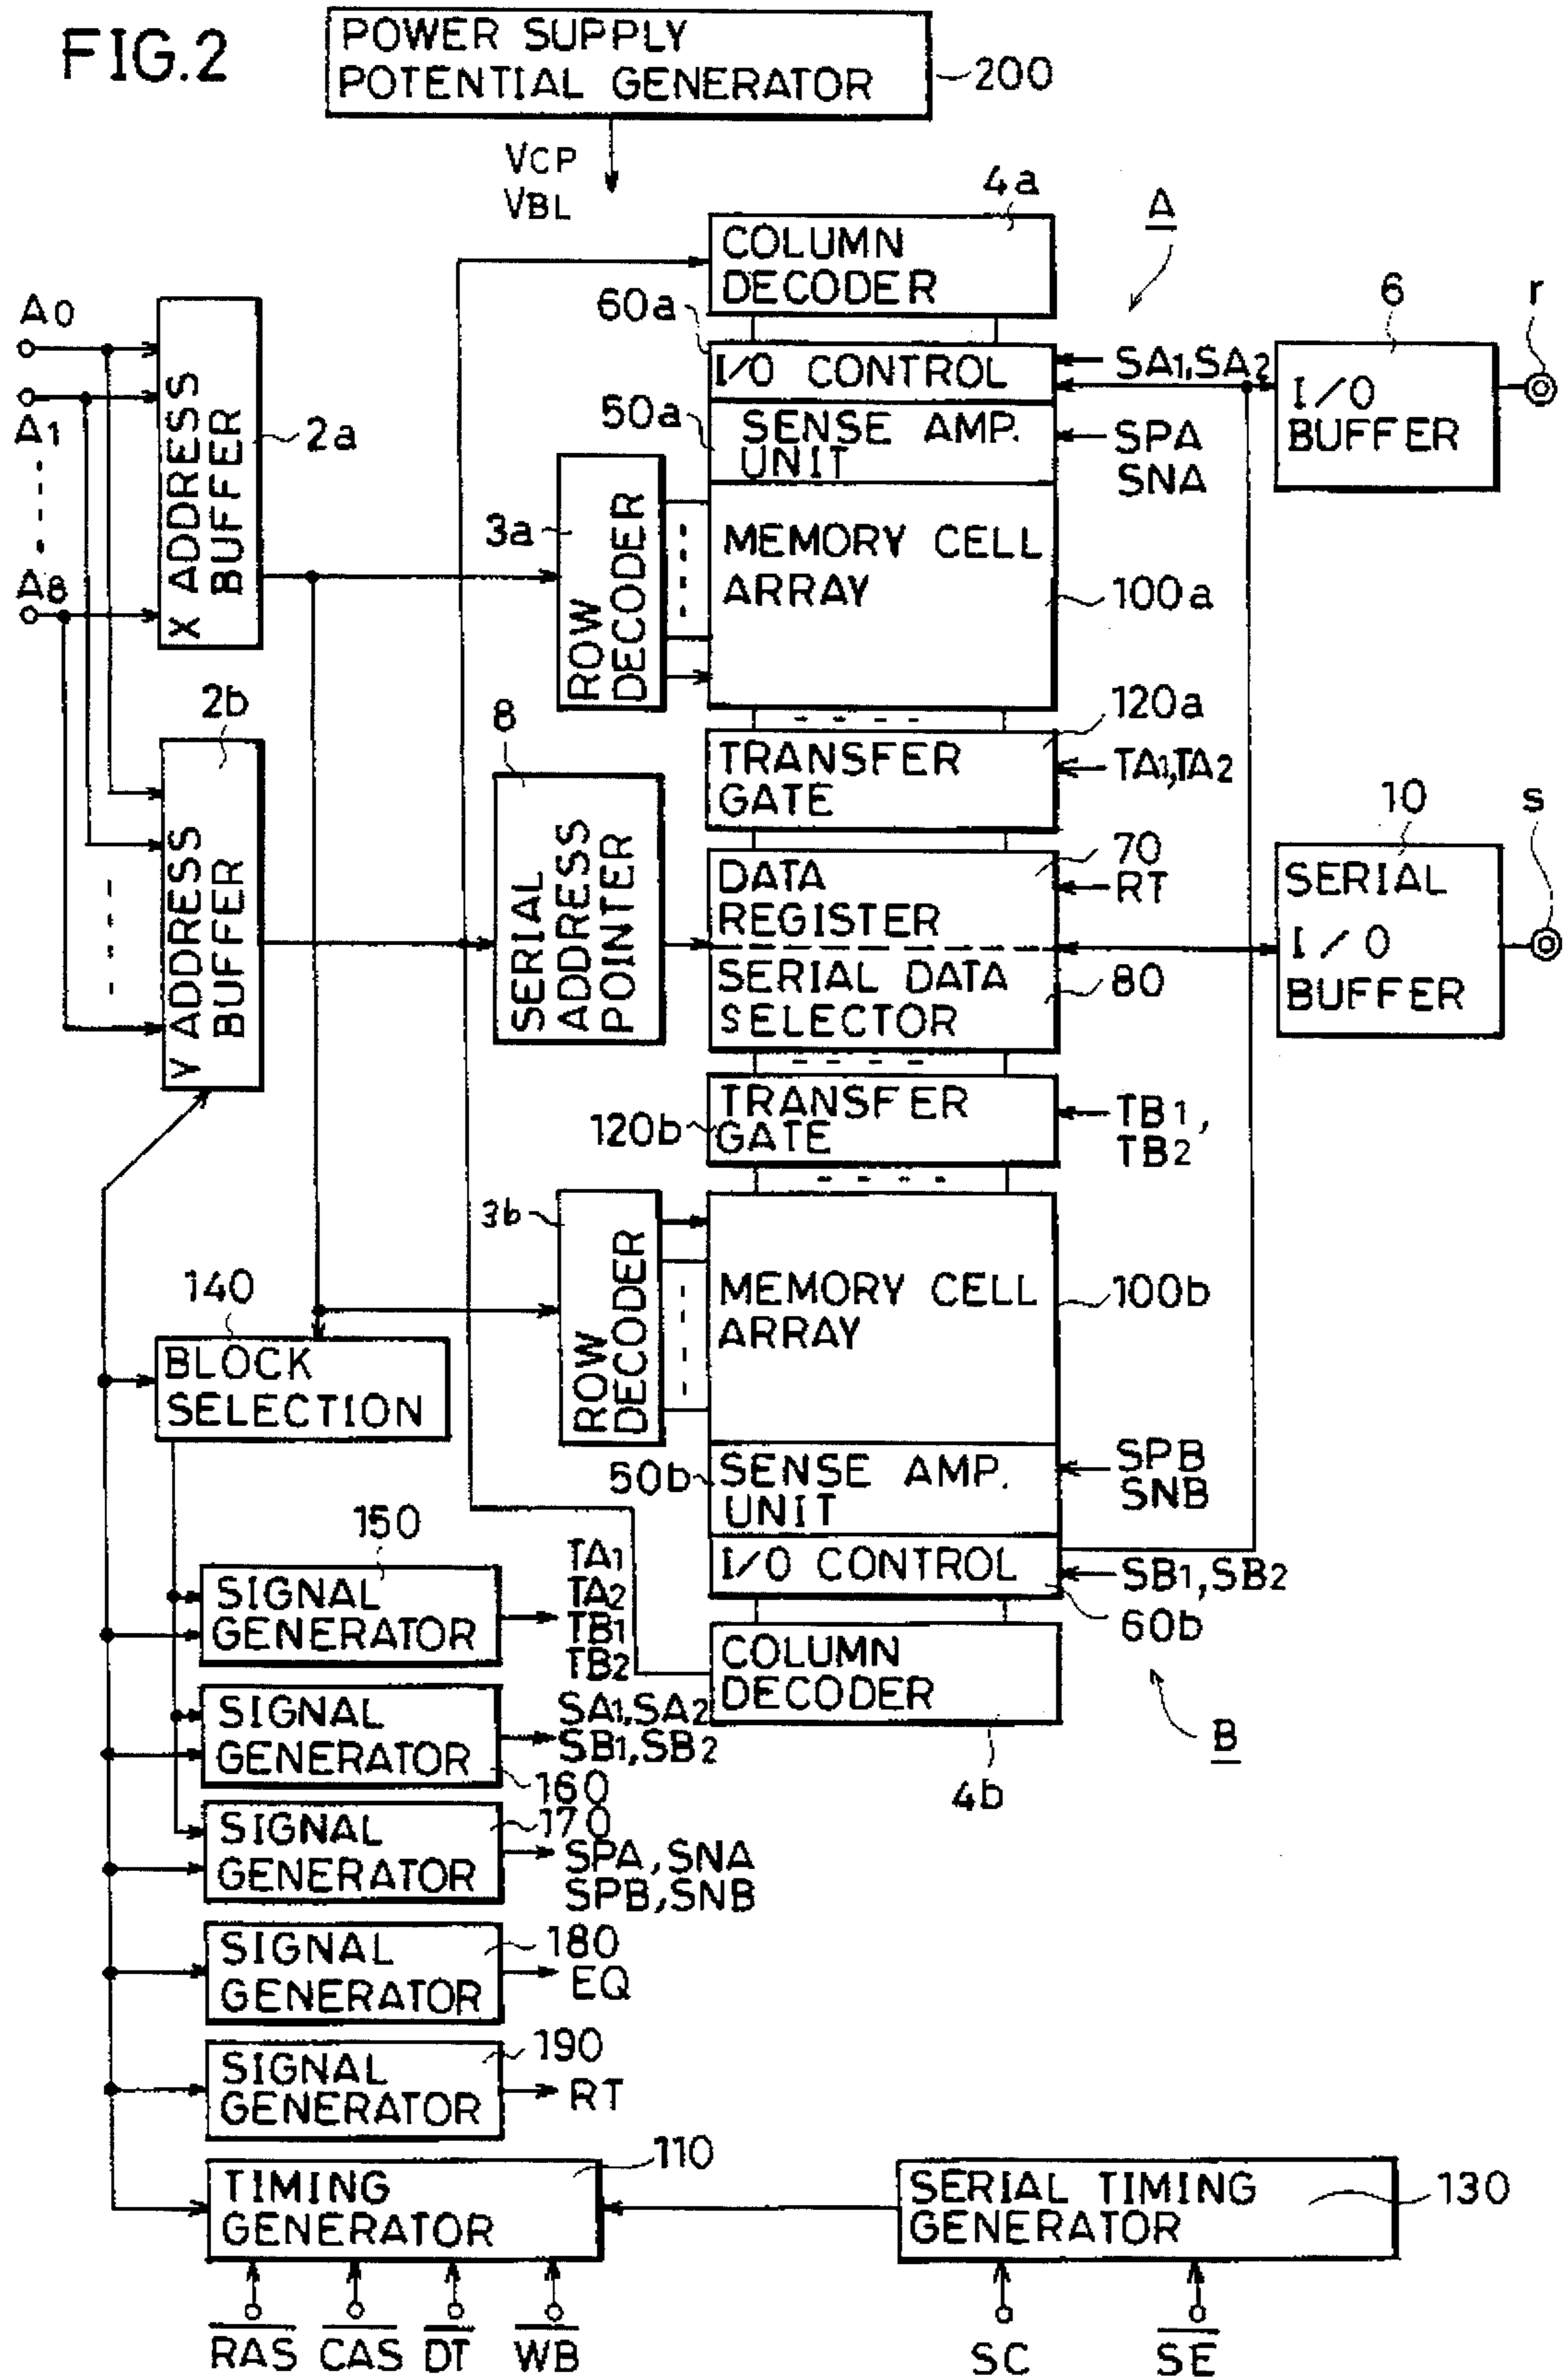 FIG.2
POWER SUPPLY
POTENTIAL GENERATOR
200
VCP
VBL
4a
A
COLUMN
DECODER
60a
6
r
A0
I/O CONTROL
SA1,SA2
I/O
BUFFER
A1
X ADDRESS
BUFFER
2a
50a
SENSE AMP.
UNIT
SPA
SNA
3a
ROW
DECODER
MEMORY CELL
ARRAY
100a
A8
2b
8
120a
TRANSFER
GATE
TA1,TA2
10
s
Y ADDRESS
BUFFER
SERIAL
ADDRESS
POINTER
DATA
REGISTER
70
RT
SERIAL
I/O
BUFFER
SERIAL DATA
SELECTOR
80
120b
TRANSFER
GATE
TB1,
TB2
3b
ROW
DECODER
MEMORY CELL
ARRAY
100b
140
BLOCK
SELECTION
50b
SENSE AMP.
UNIT
SPB
SNB
150
I/O CONTROL
SB1,SB2
60b
SIGNAL
GENERATOR
TA1
TA2
TB1
TB2
COLUMN
DECODER
4b
B
SIGNAL
GENERATOR
SA1,SA2
SB1,SB2
160
SIGNAL
GENERATOR
170
SPA,SNA
SPB,SNB
SIGNAL
GENERATOR
180
EQ
SIGNAL
GENERATOR
190
RT
TIMING
GENERATOR
110
SERIAL TIMING
GENERATOR
130
RAS CAS DT WB
SC SE